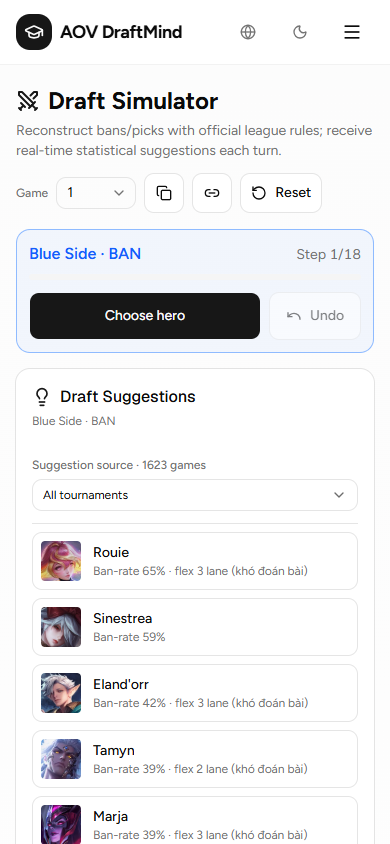 AOV DraftMind
Draft Simulator
Reconstruct bans/picks with official league rules; receive
real-time statistical suggestions each turn.
Game
1
Reset
Blue Side · BAN
Step 1/18
Choose hero
Undo
Draft Suggestions
Blue Side · BAN
Suggestion source · 1623 games
All tournaments
Rouie
Ban-rate 65% · flex 3 lane (khó đoán bài)
Sinestrea
Ban-rate 59%
Eland'orr
Ban-rate 42% · flex 3 lane (khó đoán bài)
Tamyn
Ban-rate 39% · flex 2 lane (khó đoán bài)
Marja
Ban-rate 39% · flex 3 lane (khó đoán bài)